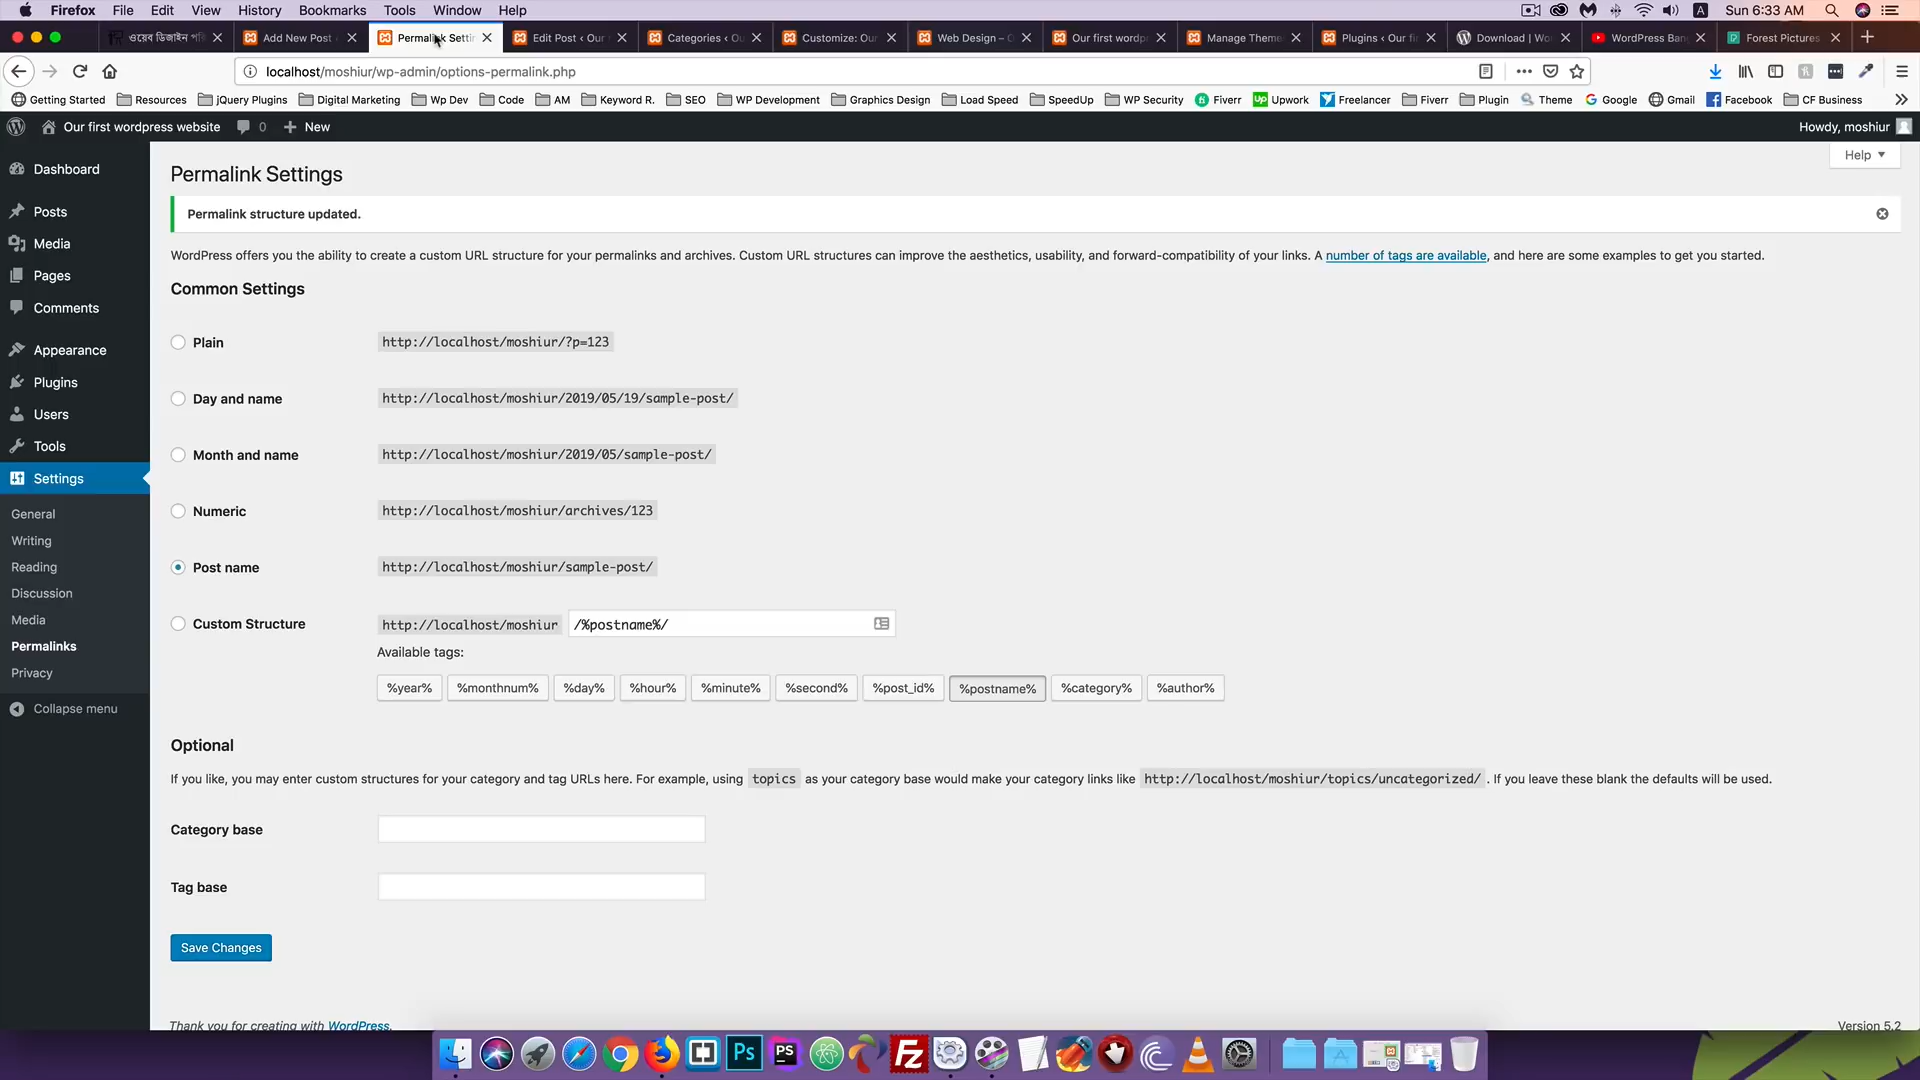 Firefox File Edit View History Bookmarks Tools Window Help
Sun 6:33 AM
ওয়েব ডিজাইন
Add New Post
Permalink Settin
Edit Post ‹ Our
Categories ‹ Ou
Customize: Our
Web Design –
Our first wordp
Manage Theme
Plugins ‹ Our fi
Download | Wo
WordPress Ban
Forest Pictures
localhost/moshiur/wp-admin/options-permalink.php
Getting Started Resources jQuery Plugins Digital Marketing Wp Dev Code AM Keyword R. SEO WP Development Graphics Design Load Speed SpeedUp WP Security Fiverr Upwork Freelancer Fiverr Plugin Theme Google Gmail Facebook CF Business
Our first wordpress website 0 + New Howdy, moshiur
Dashboard
Posts
Media
Pages
Comments
Appearance
Plugins
Users
Tools
Settings
General
Writing
Reading
Discussion
Media
Permalinks
Privacy
Collapse menu
Help
Permalink Settings
Permalink structure updated.
WordPress offers you the ability to create a custom URL structure for your permalinks and archives. Custom URL structures can improve the aesthetics, usability, and forward-compatibility of your links. A number of tags are available, and here are some examples to get you started.
Common Settings
Plain http://localhost/moshiur/?p=123
Day and name http://localhost/moshiur/2019/05/19/sample-post/
Month and name http://localhost/moshiur/2019/05/sample-post/
Numeric http://localhost/moshiur/archives/123
Post name http://localhost/moshiur/sample-post/
Custom Structure http://localhost/moshiur /%postname%/
Available tags:
%year% %monthnum% %day% %hour% %minute% %second% %post_id% %postname% %category% %author%
Optional
If you like, you may enter custom structures for your category and tag URLs here. For example, using topics as your category base would make your category links like http://localhost/moshiur/topics/uncategorized/ . If you leave these blank the defaults will be used.
Category base
Tag base
Save Changes
Thank you for creating with WordPress.
Version 5.2
Ps
PS
FZ